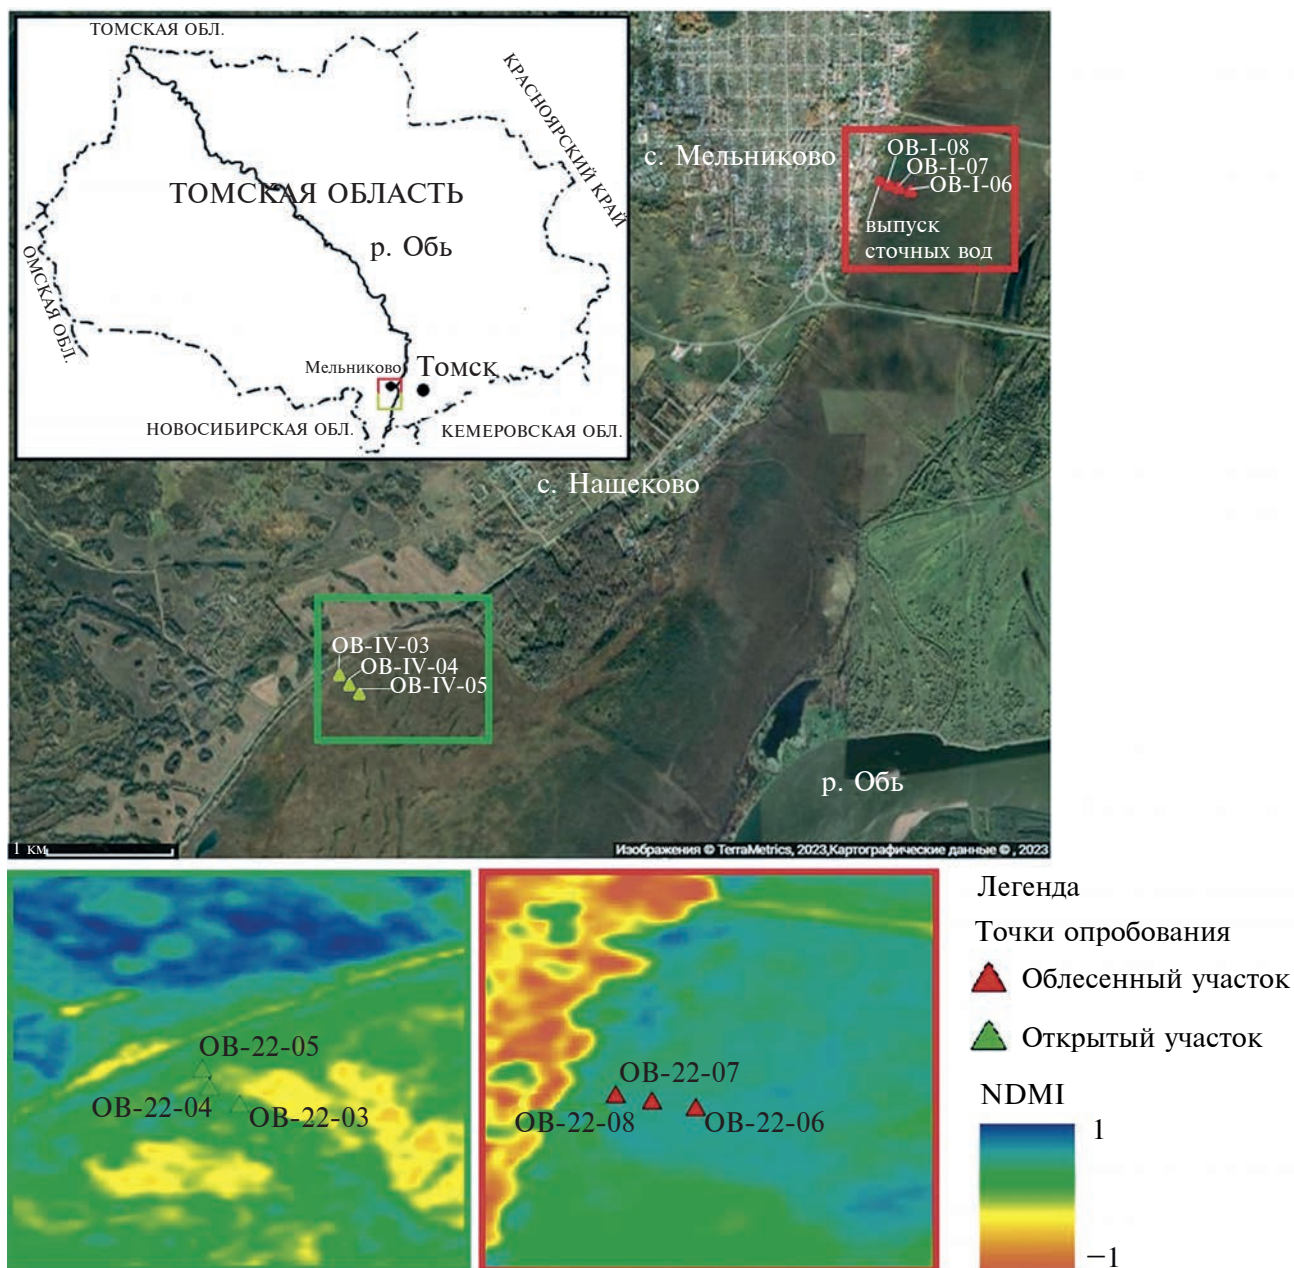 ТОМСКАЯ ОБЛ.
КРАСНОЯРСКИЙ КРАЙ
ТОМСКАЯ ОБЛАСТЬ
р. Обь
ОМСКАЯ ОБЛ.
Мельниково
Томск
НОВОСИБИРСКАЯ ОБЛ.
КЕМЕРОВСКАЯ ОБЛ.
с. Мельниково
OB-I-08
OB-I-07
OB-I-06
выпуск
сточных вод
с. Нащеково
OB-IV-03
OB-IV-04
OB-IV-05
р. Обь
1 км
Изображения © TerraMetrics, 2023,Картографические данные © , 2023
OB-22-05
OB-22-04
OB-22-03
OB-22-07
OB-22-08
OB-22-06
Легенда
Точки опробования
Облесенный участок
Открытый участок
NDMI
1
−1